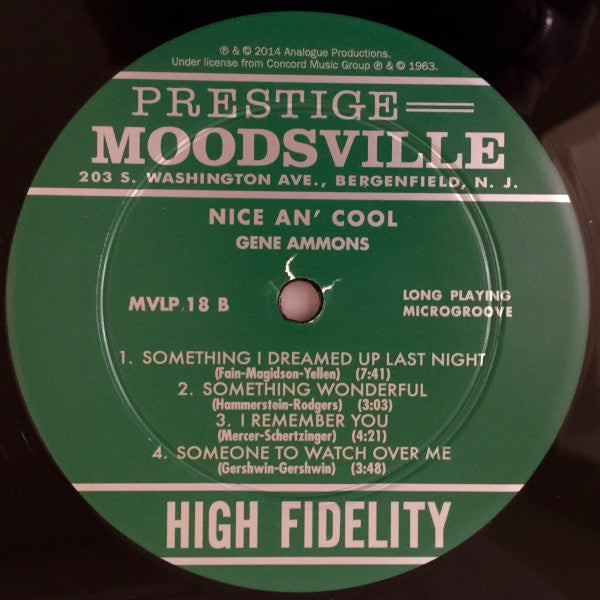 ℗ & © 2014 Analogue Productions.
Under license from Concord Music Group ℗ & © 1963.
PRESTIGE
MOODSVILLE
203 S. WASHINGTON AVE., BERGENFIELD, N. J.
NICE AN' COOL
GENE AMMONS
MVLP 18 B
LONG PLAYING
MICROGROOVE
1. SOMETHING I DREAMED UP LAST NIGHT
(Fain-Magidson-Yellen) (7:41)
2. SOMETHING WONDERFUL
(Hammerstein-Rodgers) (3:03)
3. I REMEMBER YOU
(Mercer-Schertzinger) (4:21)
4. SOMEONE TO WATCH OVER ME
(Gershwin-Gershwin) (3:48)
HIGH FIDELITY